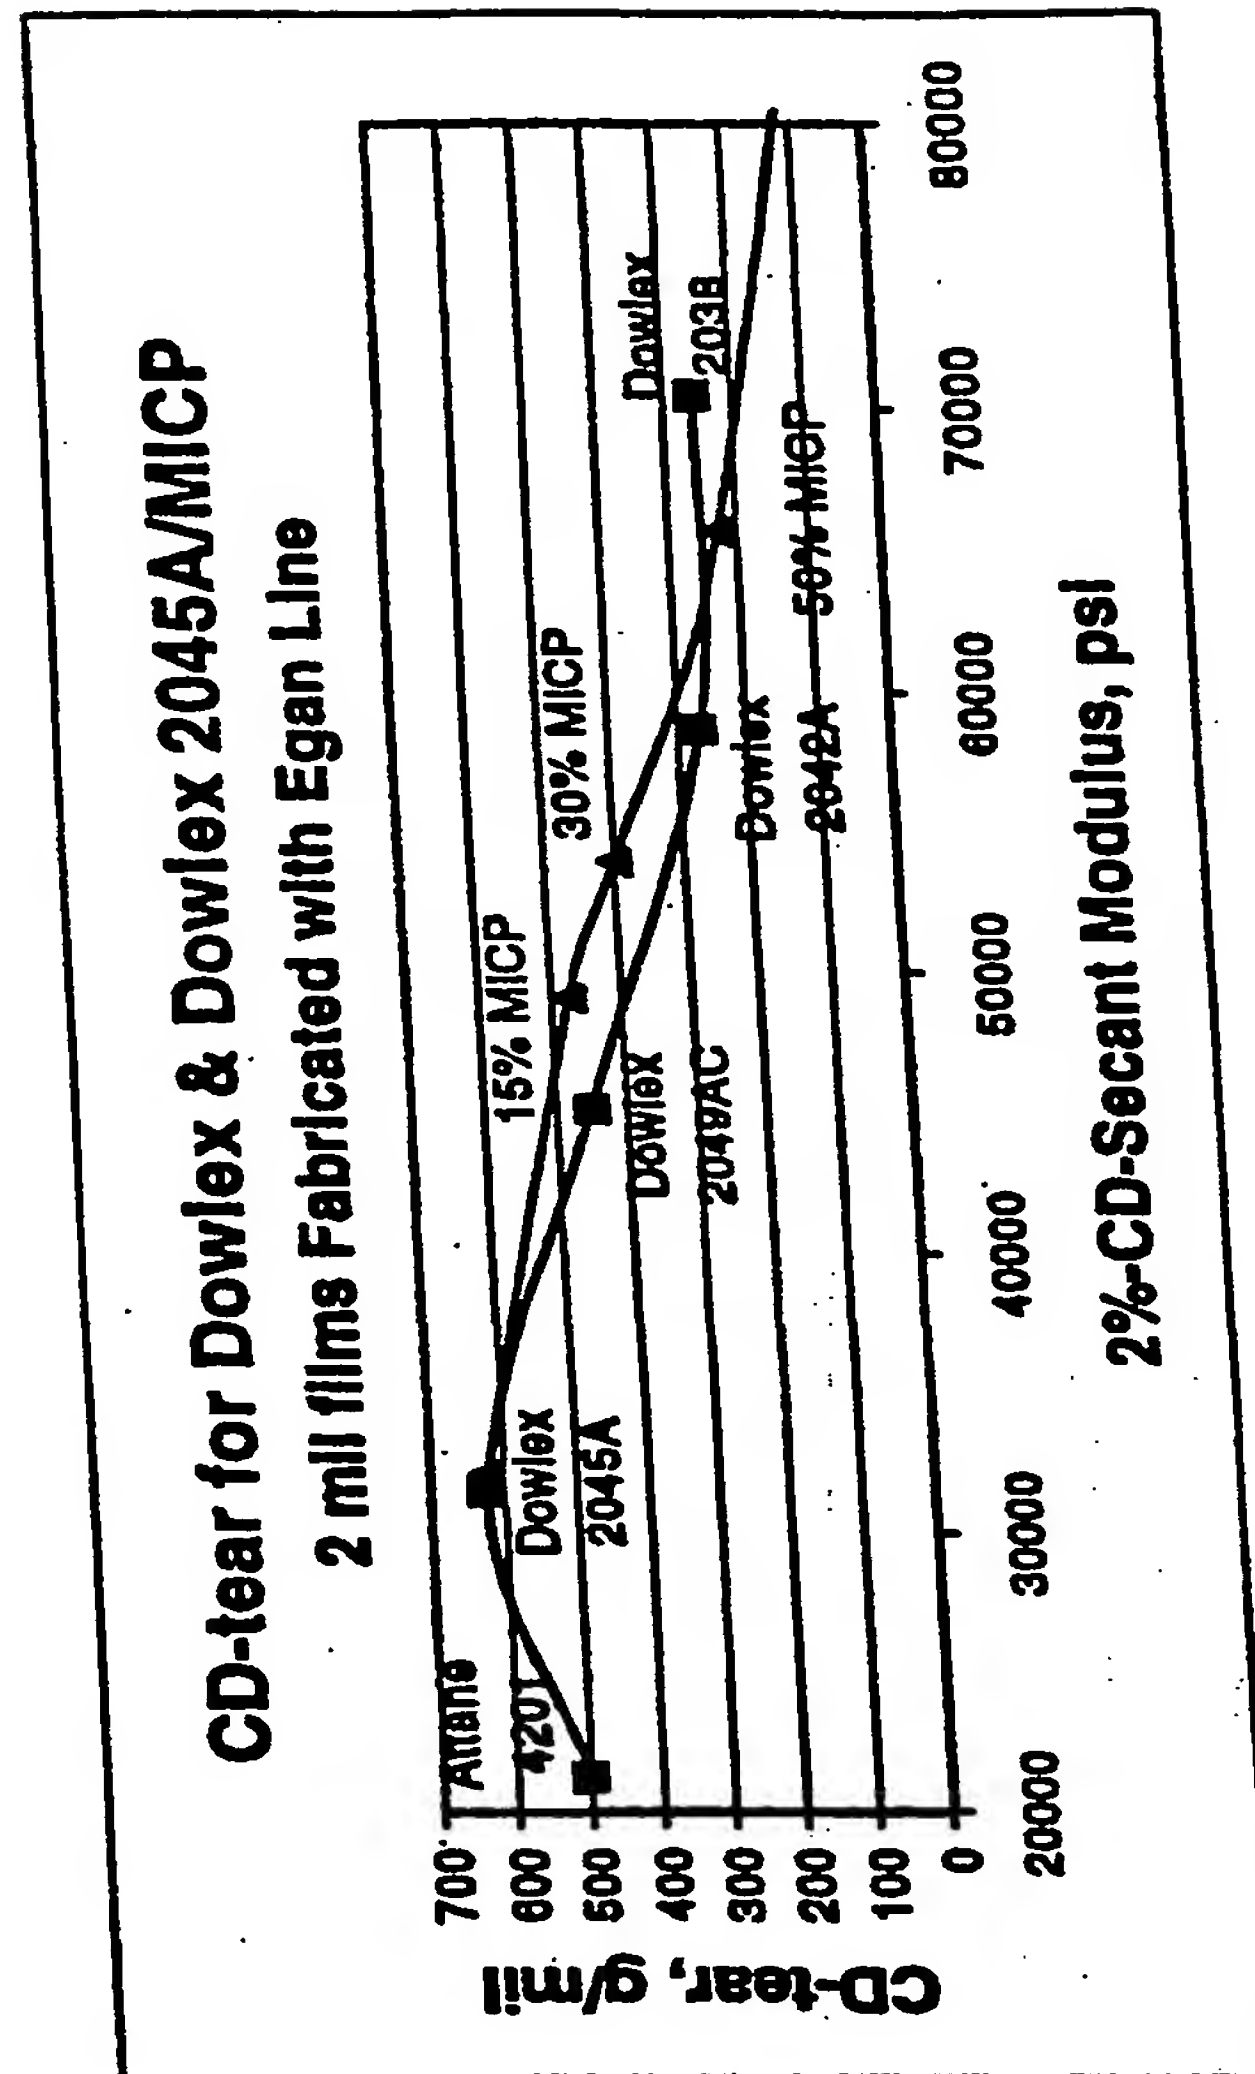 CD-tear for Dowlex & Dowlex 2045A/MICP
2 mil films Fabricated with Egan Line
CD-tear, g/mil
700
600
500
400
300
200
100
0
4201
Dowlex
2045A
15% MICP
Dowlex
2049AC
30% MICP
Dowlex
2042A
50% MICP
Dowlex
2038
20000
30000
40000
50000
60000
70000
80000
2%-CD-Secant Modulus, psi